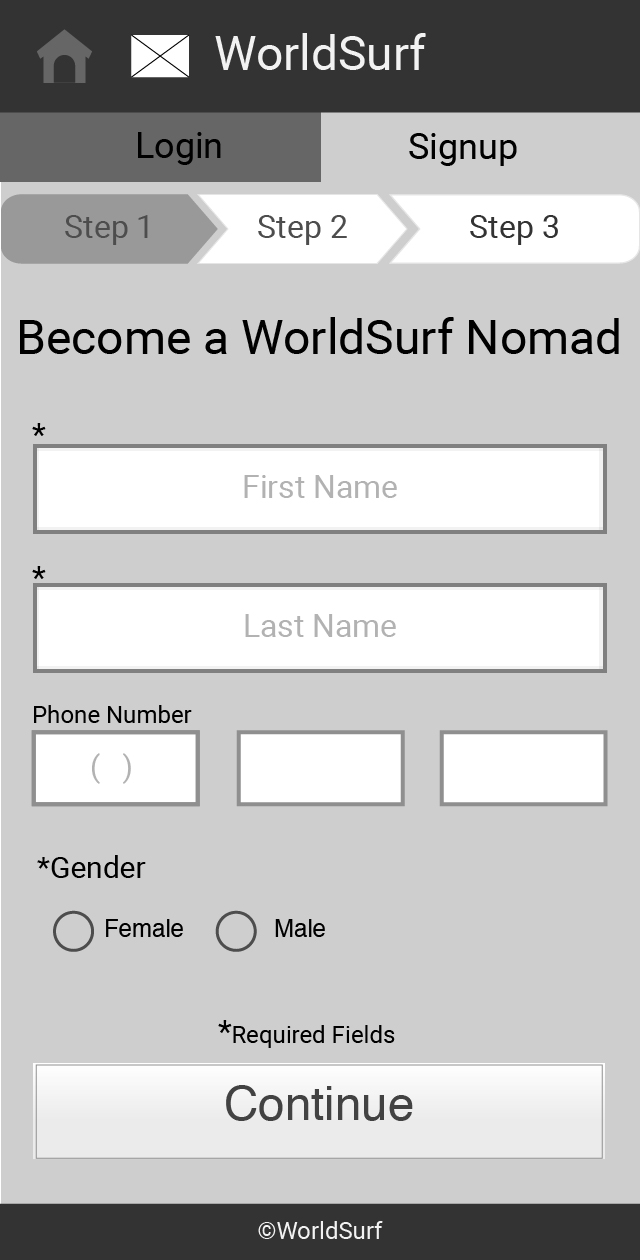 WorldSurf
Login Signup
Step 1 Step 2 Step 3
Become a WorldSurf Nomad
*
First Name
*
Last Name
Phone Number
( )
*Gender
Female Male
*Required Fields
Continue
©WorldSurf